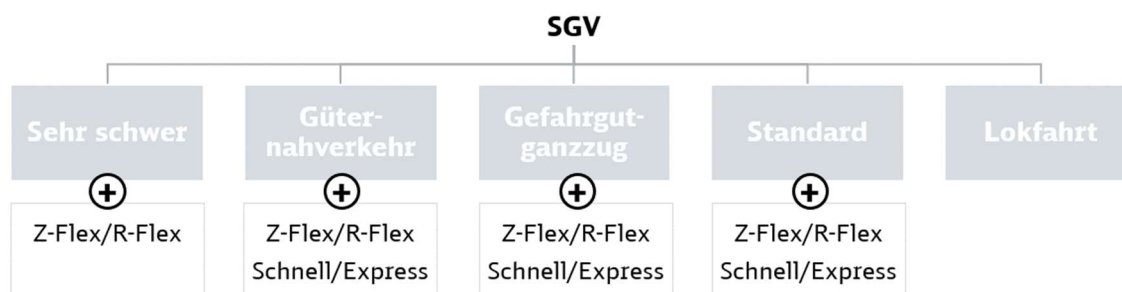 SGV
Sehr schwer
Güter-
nahverkehr
Gefahrgut-
ganzzug
Standard
Lokfahrt
+
+
+
+
Z-Flex/R-Flex
Z-Flex/R-Flex
Schnell/Express
Z-Flex/R-Flex
Schnell/Express
Z-Flex/R-Flex
Schnell/Express